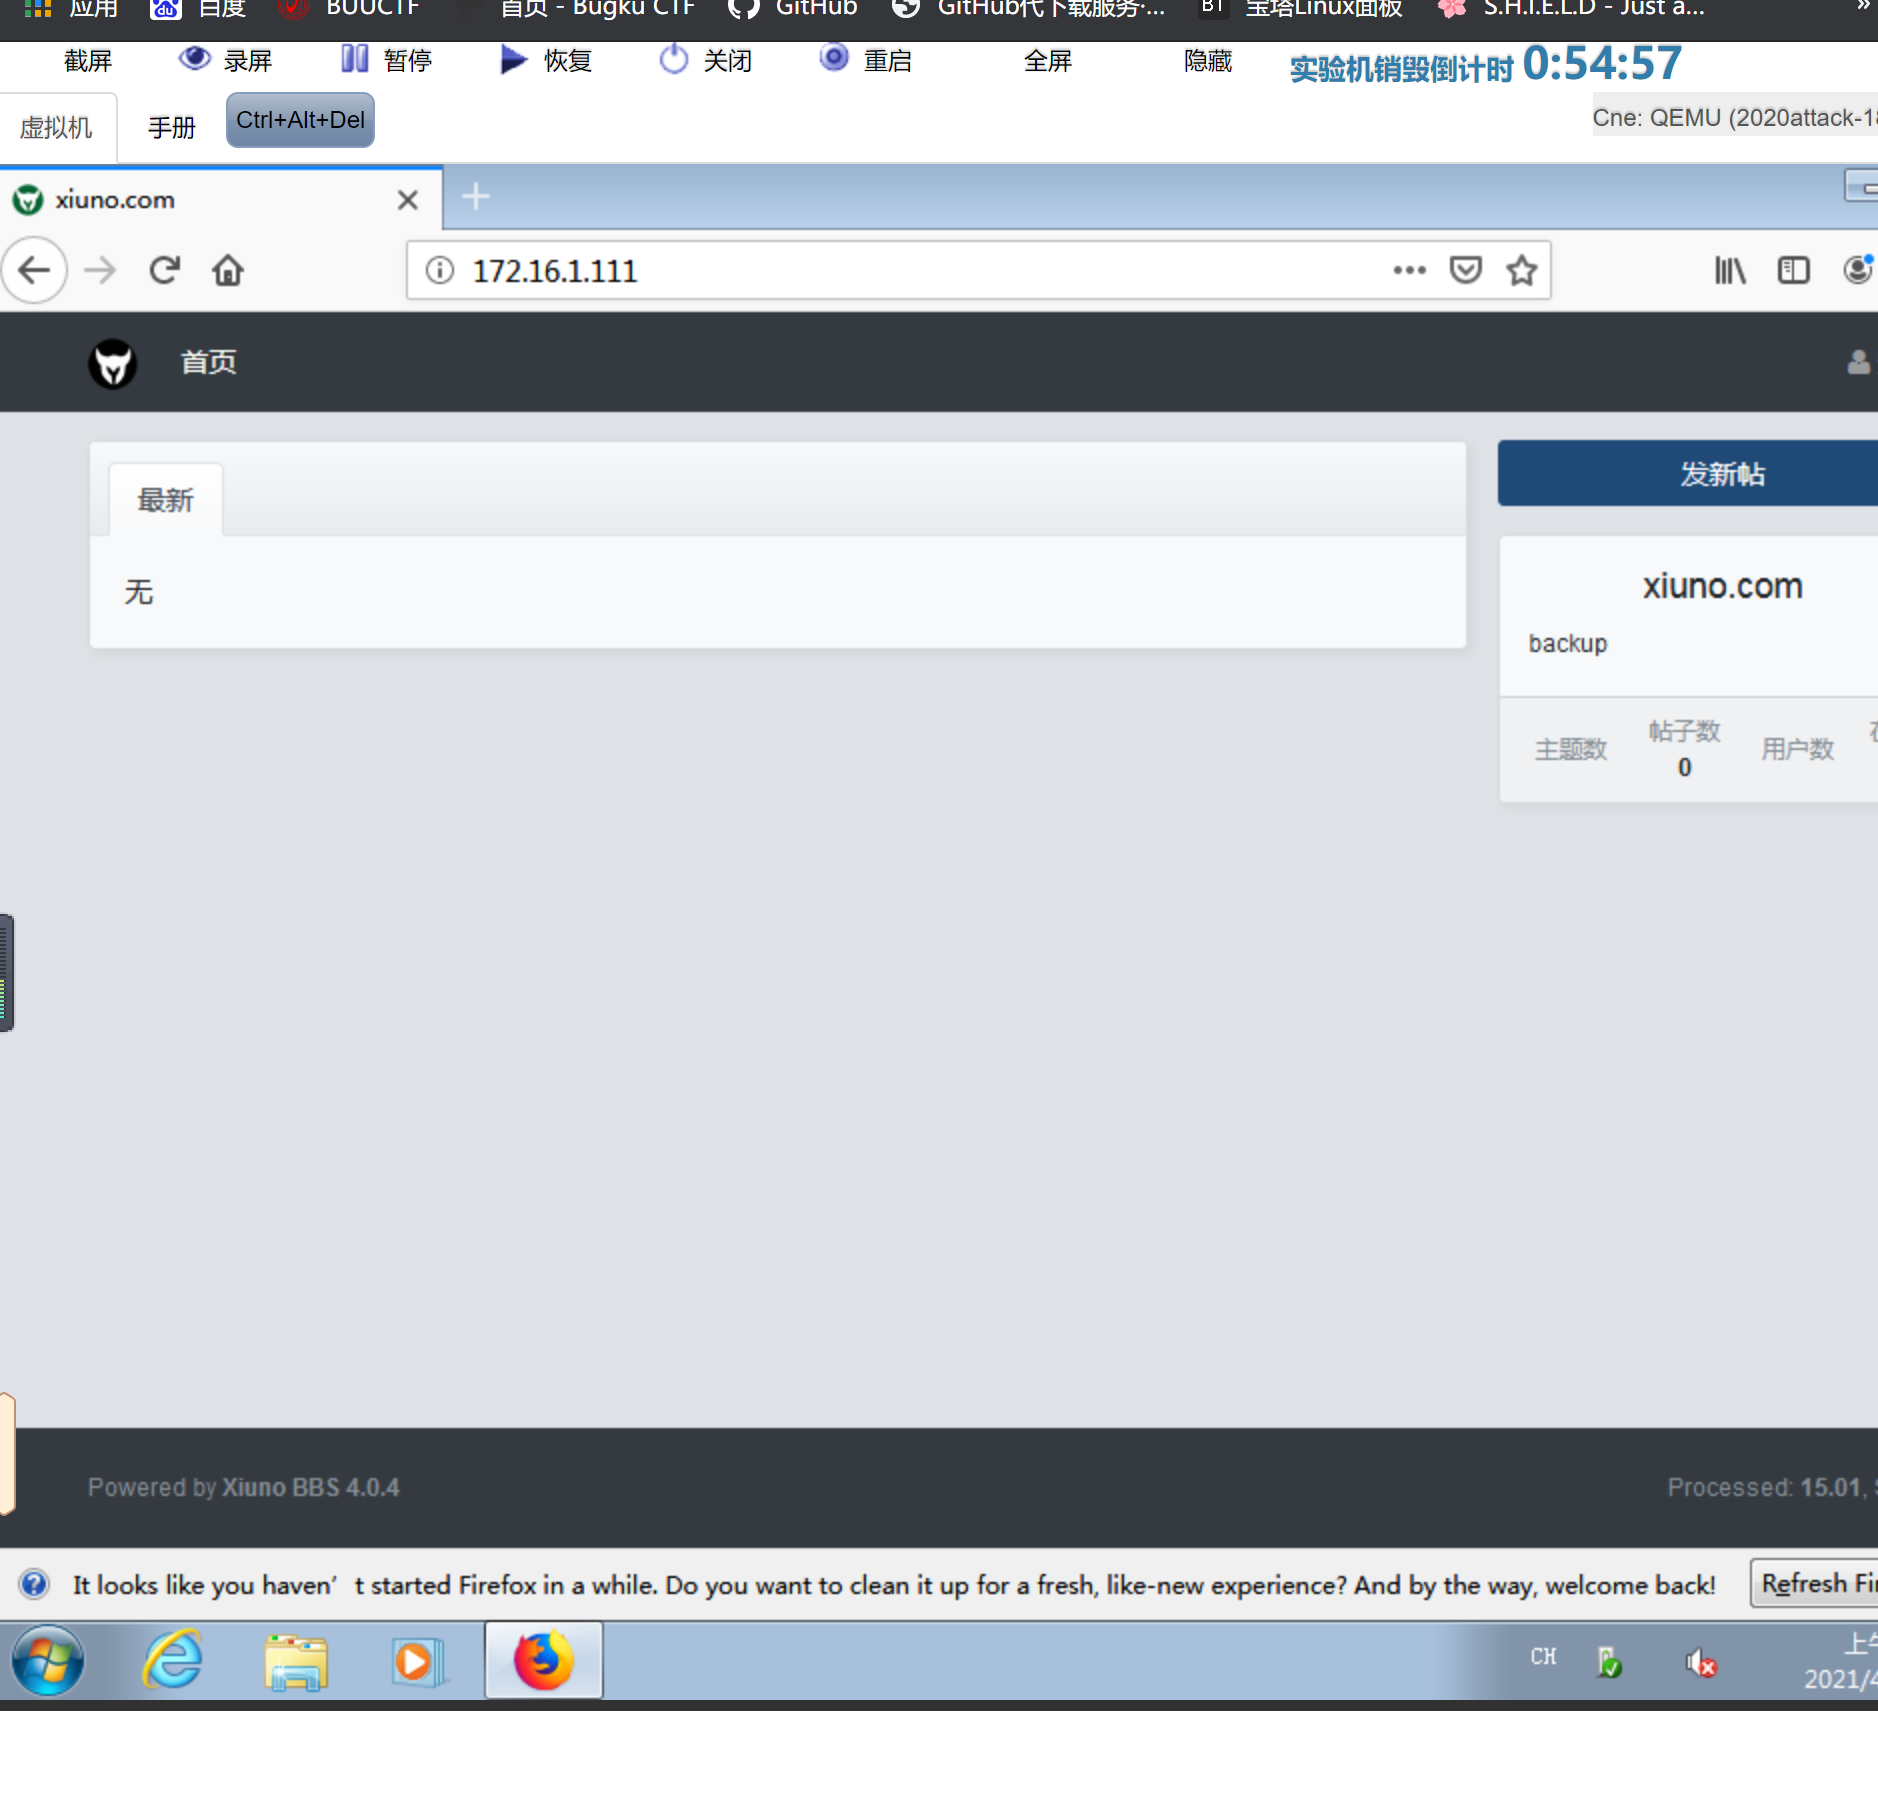 应用 百度 BUUCTF 首页 - Bugku CTF GitHub GitHub代下载服务·... BT 宝塔Linux面板 S.H.I.E.L.D - Just a... »
截屏 录屏 暂停 恢复 关闭 重启 全屏 隐藏 实验机销毁倒计时 0:54:57
虚拟机 手册 Ctrl+Alt+Del Cne: QEMU (2020attack-18
xiuno.com
172.16.1.111
首页
最新
发新帖
无
xiuno.com
backup
主题数 帖子数 用户数
0
Powered by Xiuno BBS 4.0.4 Processed: 15.01,
It looks like you haven't started Firefox in a while. Do you want to clean it up for a fresh, like-new experience? And by the way, welcome back! Refresh Fi
CH 上午
2021/4